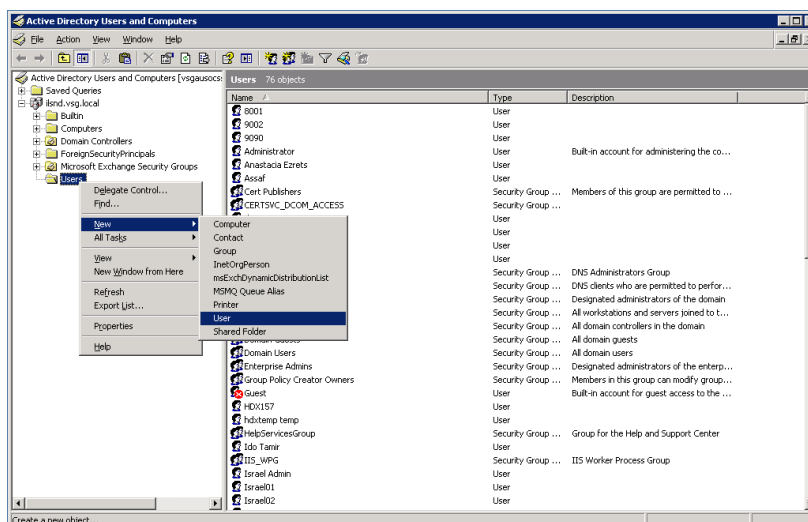 Active Directory Users and Computers
File Action View Window Help
Active Directory Users and Computers [vsgausocs:
Saved Queries
ilsnd.vsg.local
Builtin
Computers
Domain Controllers
ForeignSecurityPrincipals
Microsoft Exchange Security Groups
Users
Delegate Control...
Find...
New
All Tasks
View
New Window from Here
Refresh
Export List...
Properties
Help
Computer
Contact
Group
InetOrgPerson
msExchDynamicDistributionList
MSMQ Queue Alias
Printer
User
Shared Folder
Users 76 objects
Name Type Description
8001 User
9002 User
9090 User
Administrator User Built-in account for administering the co...
Anastacia Ezrets User
Assaf User
Cert Publishers Security Group ... Members of this group are permitted to ...
CERTSVC_DCOM_ACCESS Security Group ...
User
User
User
User
Security Group ... DNS Administrators Group
Security Group ... DNS clients who are permitted to perfor...
Security Group ... Designated administrators of the domain
Security Group ... All workstations and servers joined to t...
Security Group ... All domain controllers in the domain
Domain Guests Security Group ... All domain guests
Domain Users Security Group ... All domain users
Enterprise Admins Security Group ... Designated administrators of the enterp...
Group Policy Creator Owners Security Group ... Members in this group can modify group...
Guest User Built-in account for guest access to the ...
HDX157 User
hdxtemp temp User
HelpServicesGroup Security Group ... Group for the Help and Support Center
Ido Tamir User
IIS_WPG Security Group ... IIS Worker Process Group
Israel Admin User
Israel01 User
Israel02 User
Create a new object